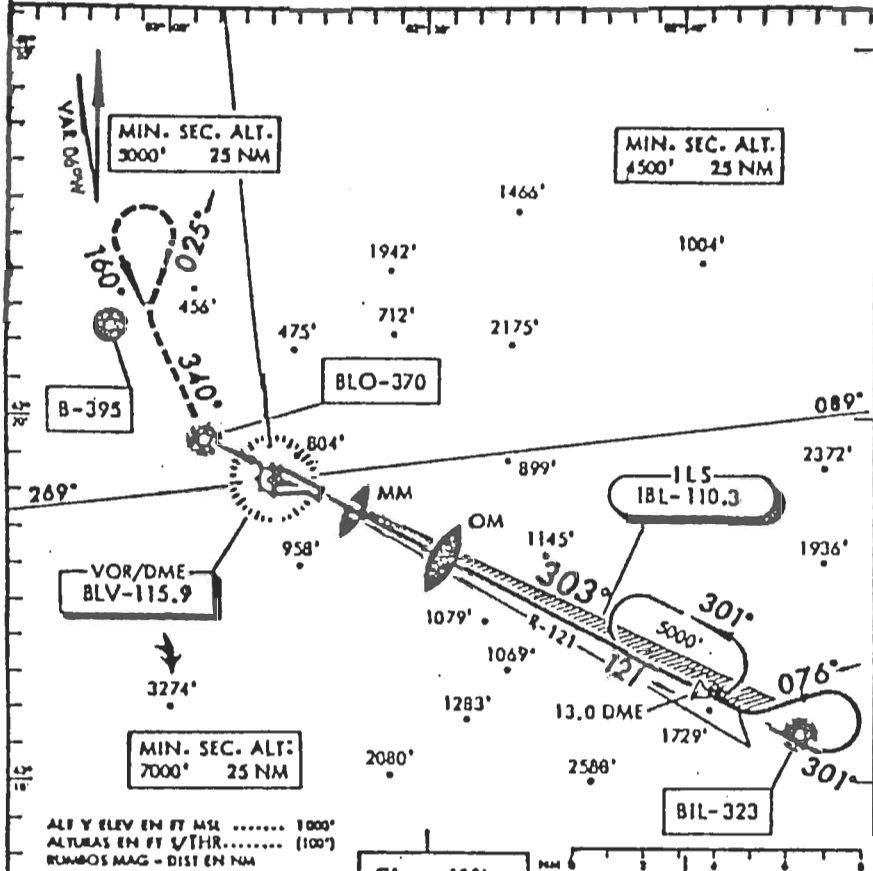 VAR 06°W
MIN. SEC. ALT.
3000' 25 NM
MIN. SEC. ALT.
4500' 25 NM
1466'
1942'
1004'
025°
160°
456'
712'
475'
2175'
340°
B-395
BLO-370
089°
804'
899'
2372'
269°
ILS
IBL-110.3
MM
OM
958'
1145'
1936'
VOR/DME
BLV-115.9
303°
301°
1079'
R-121
5000'
1069'
121
076°
3274'
13.0 DME
1283'
1729'
MIN. SEC. ALT:
7000' 25 NM
2080'
2588'
301°
BIL-323
ALT Y ELEV EN FT MSL ........ 1000'
ALTURAS EN FT S/THR........ (100')
RUMBOS MAG - DIST EN NM
NM